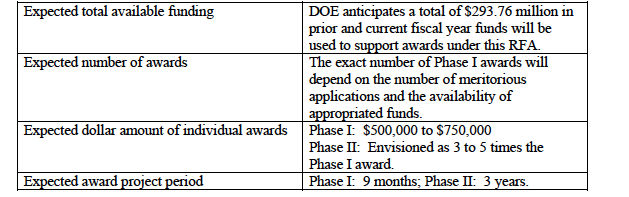 Expected total available funding
DOE anticipates a total of $293.76 million in
prior and current fiscal year funds will be
used to support awards under this RFA.
Expected number of awards
The exact number of Phase I awards will
depend on the number of meritorious
applications and the availability of
appropriated funds.
Expected dollar amount of individual awards
Phase I: $500,000 to $750,000
Phase II: Envisioned as 3 to 5 times the
Phase I award.
Expected award project period
Phase I: 9 months; Phase II: 3 years.